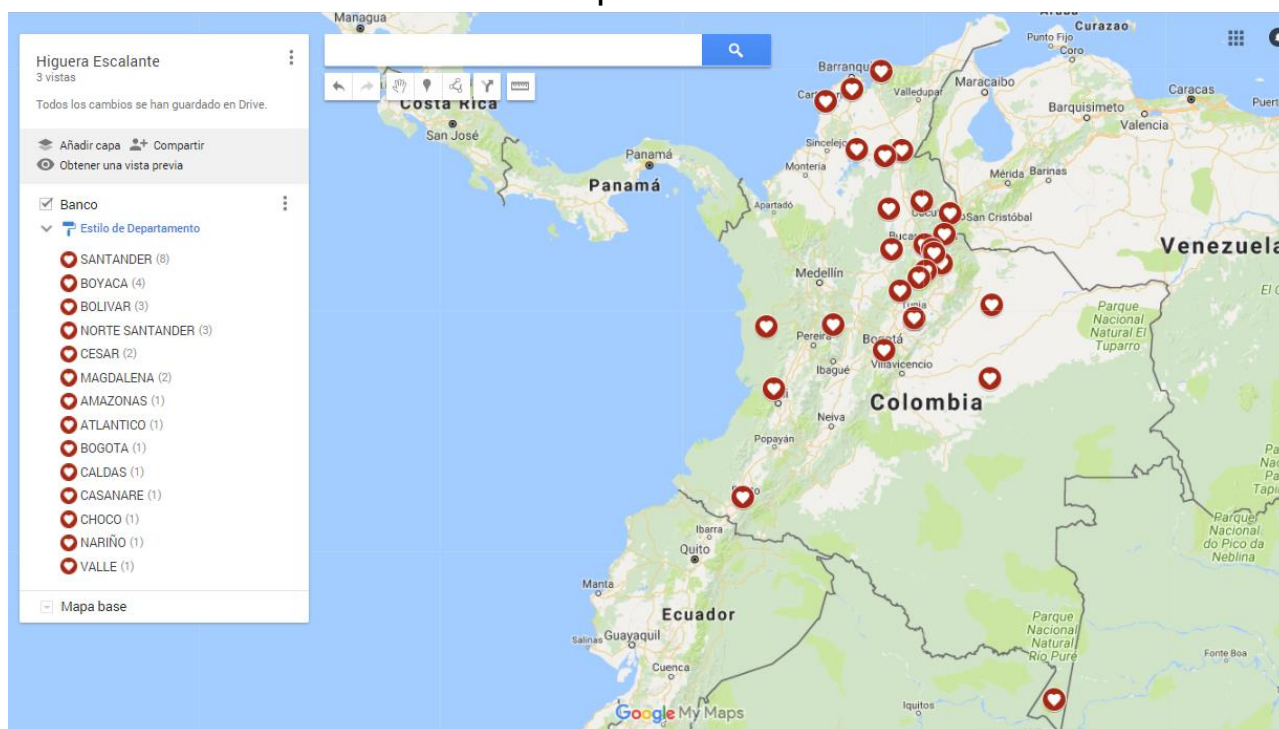 Higuera Escalante
3 vistas
Todos los cambios se han guardado en Drive.
Añadir capa Compartir
Obtener una vista previa
Banco
Estilo de Departamento
SANTANDER (8)
BOYACA (4)
BOLIVAR (3)
NORTE SANTANDER (3)
CESAR (2)
MAGDALENA (2)
AMAZONAS (1)
ATLANTICO (1)
BOGOTA (1)
CALDAS (1)
CASANARE (1)
CHOCO (1)
NARIÑO (1)
VALLE (1)
Mapa base
Managua
Costa Rica
San José
Panamá
Panamá
Curazao
Punto Fijo
Coro
Maracaibo
Valledupar
Barquisimeto
Caracas
Valencia
Sincelejo
Montería
Mérida
Barinas
San Cristóbal
Apartadó
Venezuela
Medellín
Tunja
Parque
Nacional
Natural El
Tuparro
Pereira
Bogotá
Ibagué
Villavicencio
Colombia
Neiva
Popayán
Ibarra
Quito
Parque
Nacional
do Pico da
Neblina
Manta
Ecuador
Salinas
Guayaquil
Cuenca
Parque
Nacional
Natural
Río Puré
Fonte Boa
Iquitos
Google My Maps